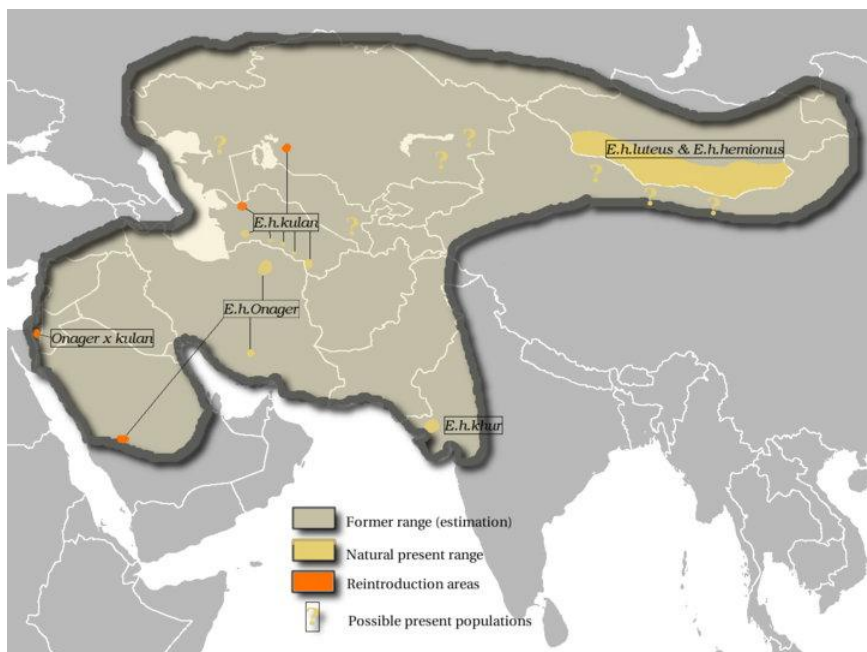 E.h.luteus & E.h.hemionus
E.h.kulan
E.h.Onager
Onager x kulan
E.h.khur
Former range (estimation)
Natural present range
Reintroduction areas
Possible present populations
?
?
?
?
?
?
?
?